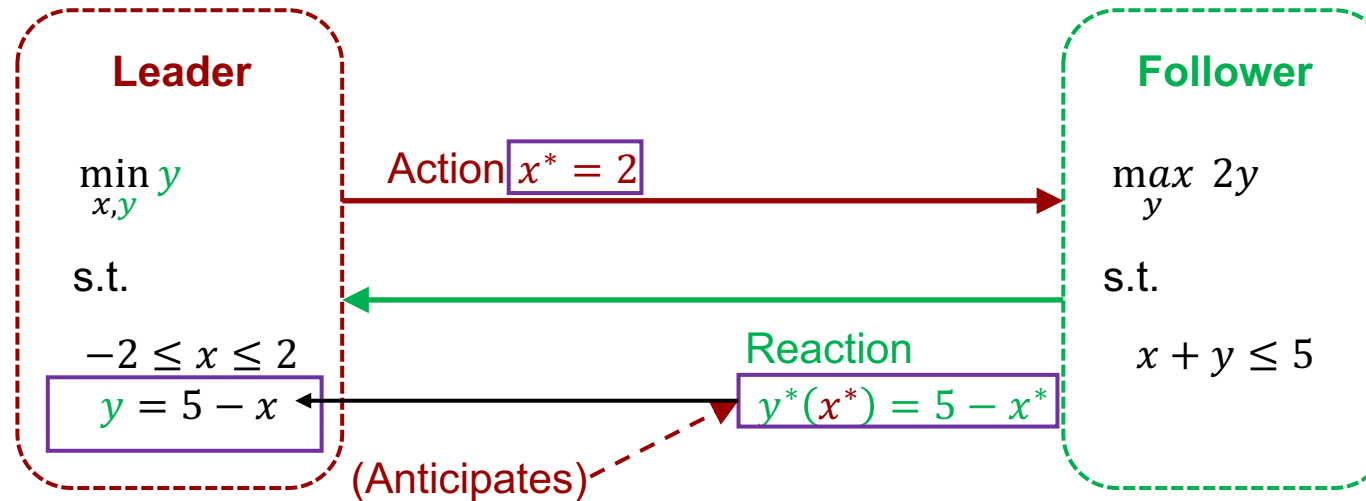 Leader
min y
x,y
s.t.
−2 ≤ x ≤ 2
y = 5 − x
Action x* = 2
Reaction
y*(x*) = 5 − x*
(Anticipates)
Follower
max 2y
y
s.t.
x + y ≤ 5